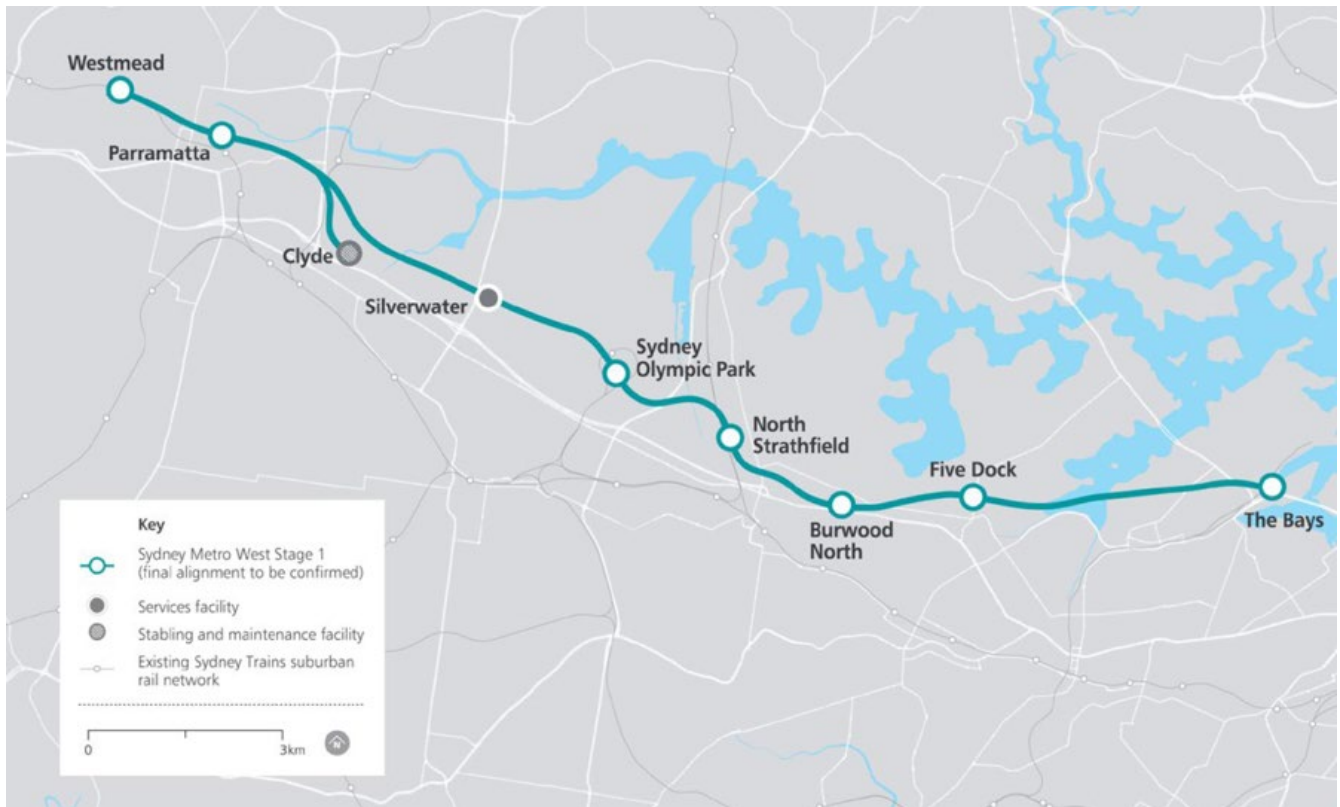 Westmead
Parramatta
Clyde
Silverwater
Sydney
Olympic Park
North
Strathfield
Five Dock
Burwood
North
The Bays
Key
Sydney Metro West Stage 1
(final alignment to be confirmed)
Services facility
Stabling and maintenance facility
Existing Sydney Trains suburban
rail network
0
3km
N